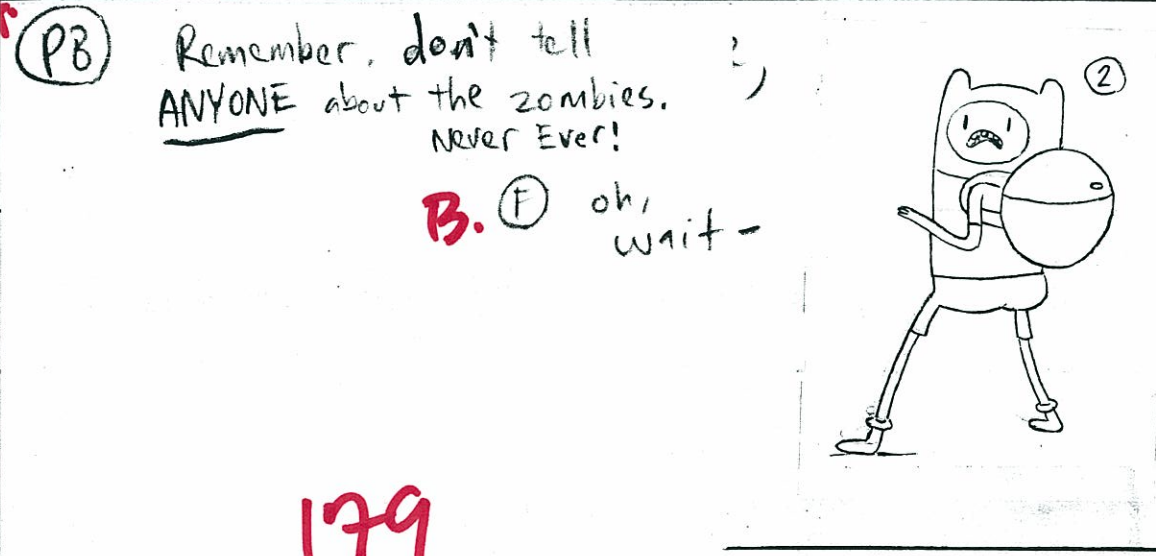 PB Remember, don't tell
ANYONE about the zombies.
Never Ever!
B. F oh,
wait -
2
179